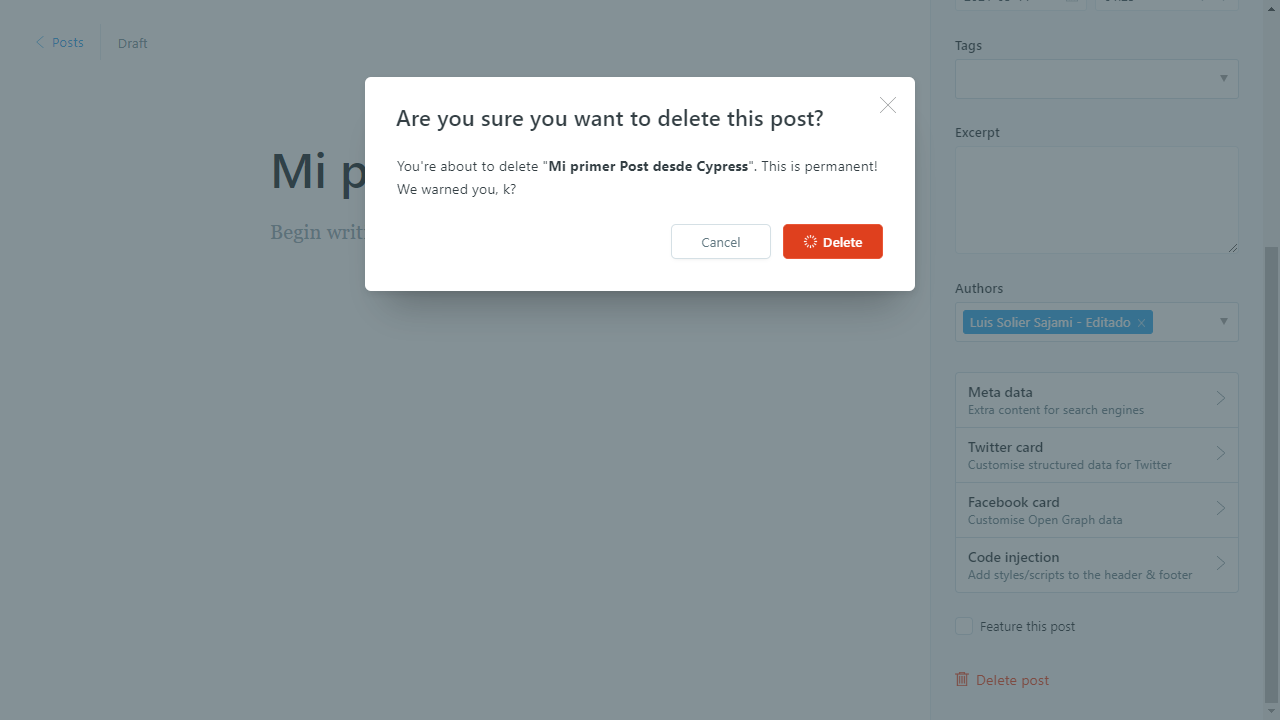 Posts
Draft
Mi p
Begin writi
Are you sure you want to delete this post?
You're about to delete "Mi primer Post desde Cypress". This is permanent!
We warned you, k?
Cancel
Delete
Tags
Excerpt
Authors
Luis Solier Sajami - Editado
Meta data
Extra content for search engines
Twitter card
Customise structured data for Twitter
Facebook card
Customise Open Graph data
Code injection
Add styles/scripts to the header & footer
Feature this post
Delete post